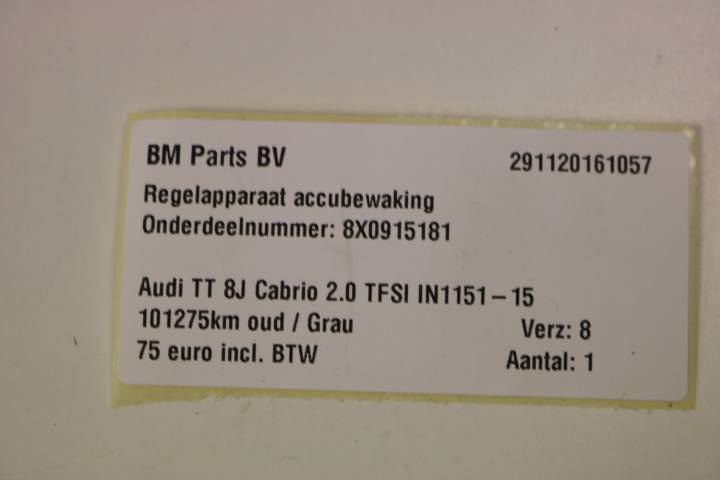 BM Parts BV 291120161057
Regelapparaat accubewaking
Onderdeelnummer: 8X0915181
Audi TT 8J Cabrio 2.0 TFSI IN1151-15
101275km oud / Grau Verz: 8
75 euro incl. BTW Aantal: 1